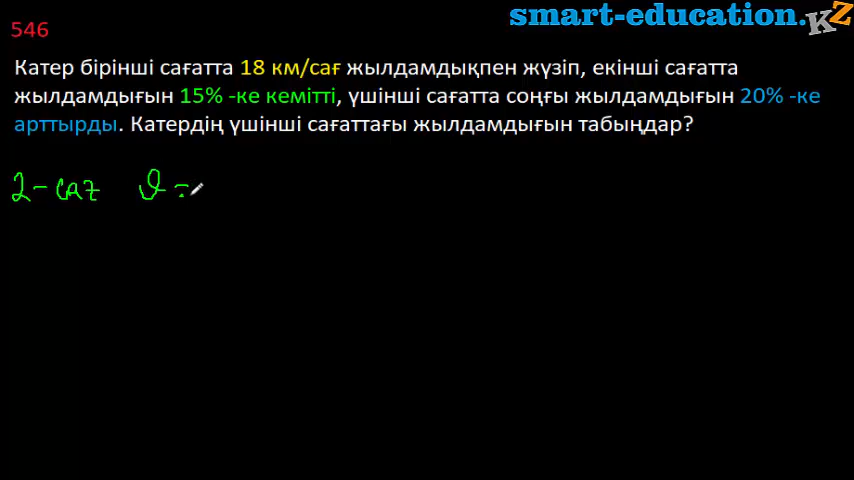 smart-education.KZ
546
Катер бірінші сағатта 18 км/сағ жылдамдықпен жүзіп, екінші сағатта
жылдамдығын 15% -ке кемітті, үшінші сағатта соңғы жылдамдығын 20% -ке
арттырды. Катердің үшінші сағаттағы жылдамдығын табыңдар?
2- сағ ϑ =